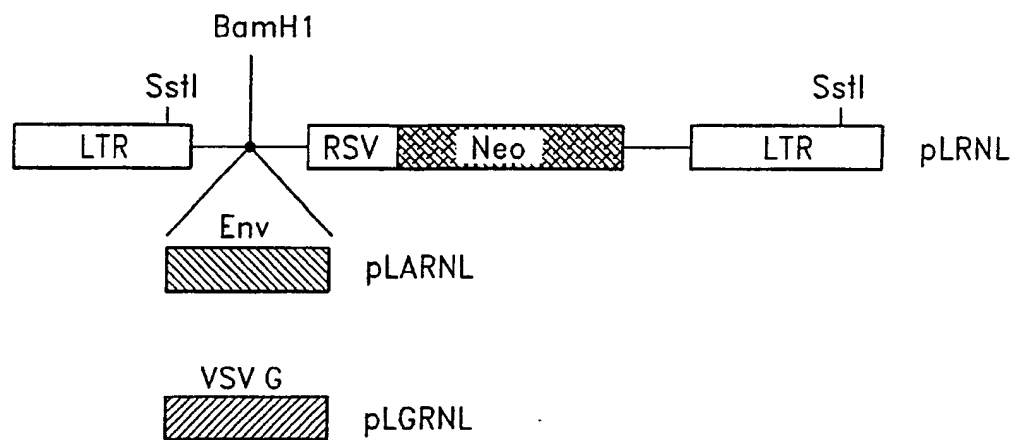 BamH1
SstI SstI
LTR RSV Neo LTR pLRNL
Env
pLARNL
VSV G
pLGRNL